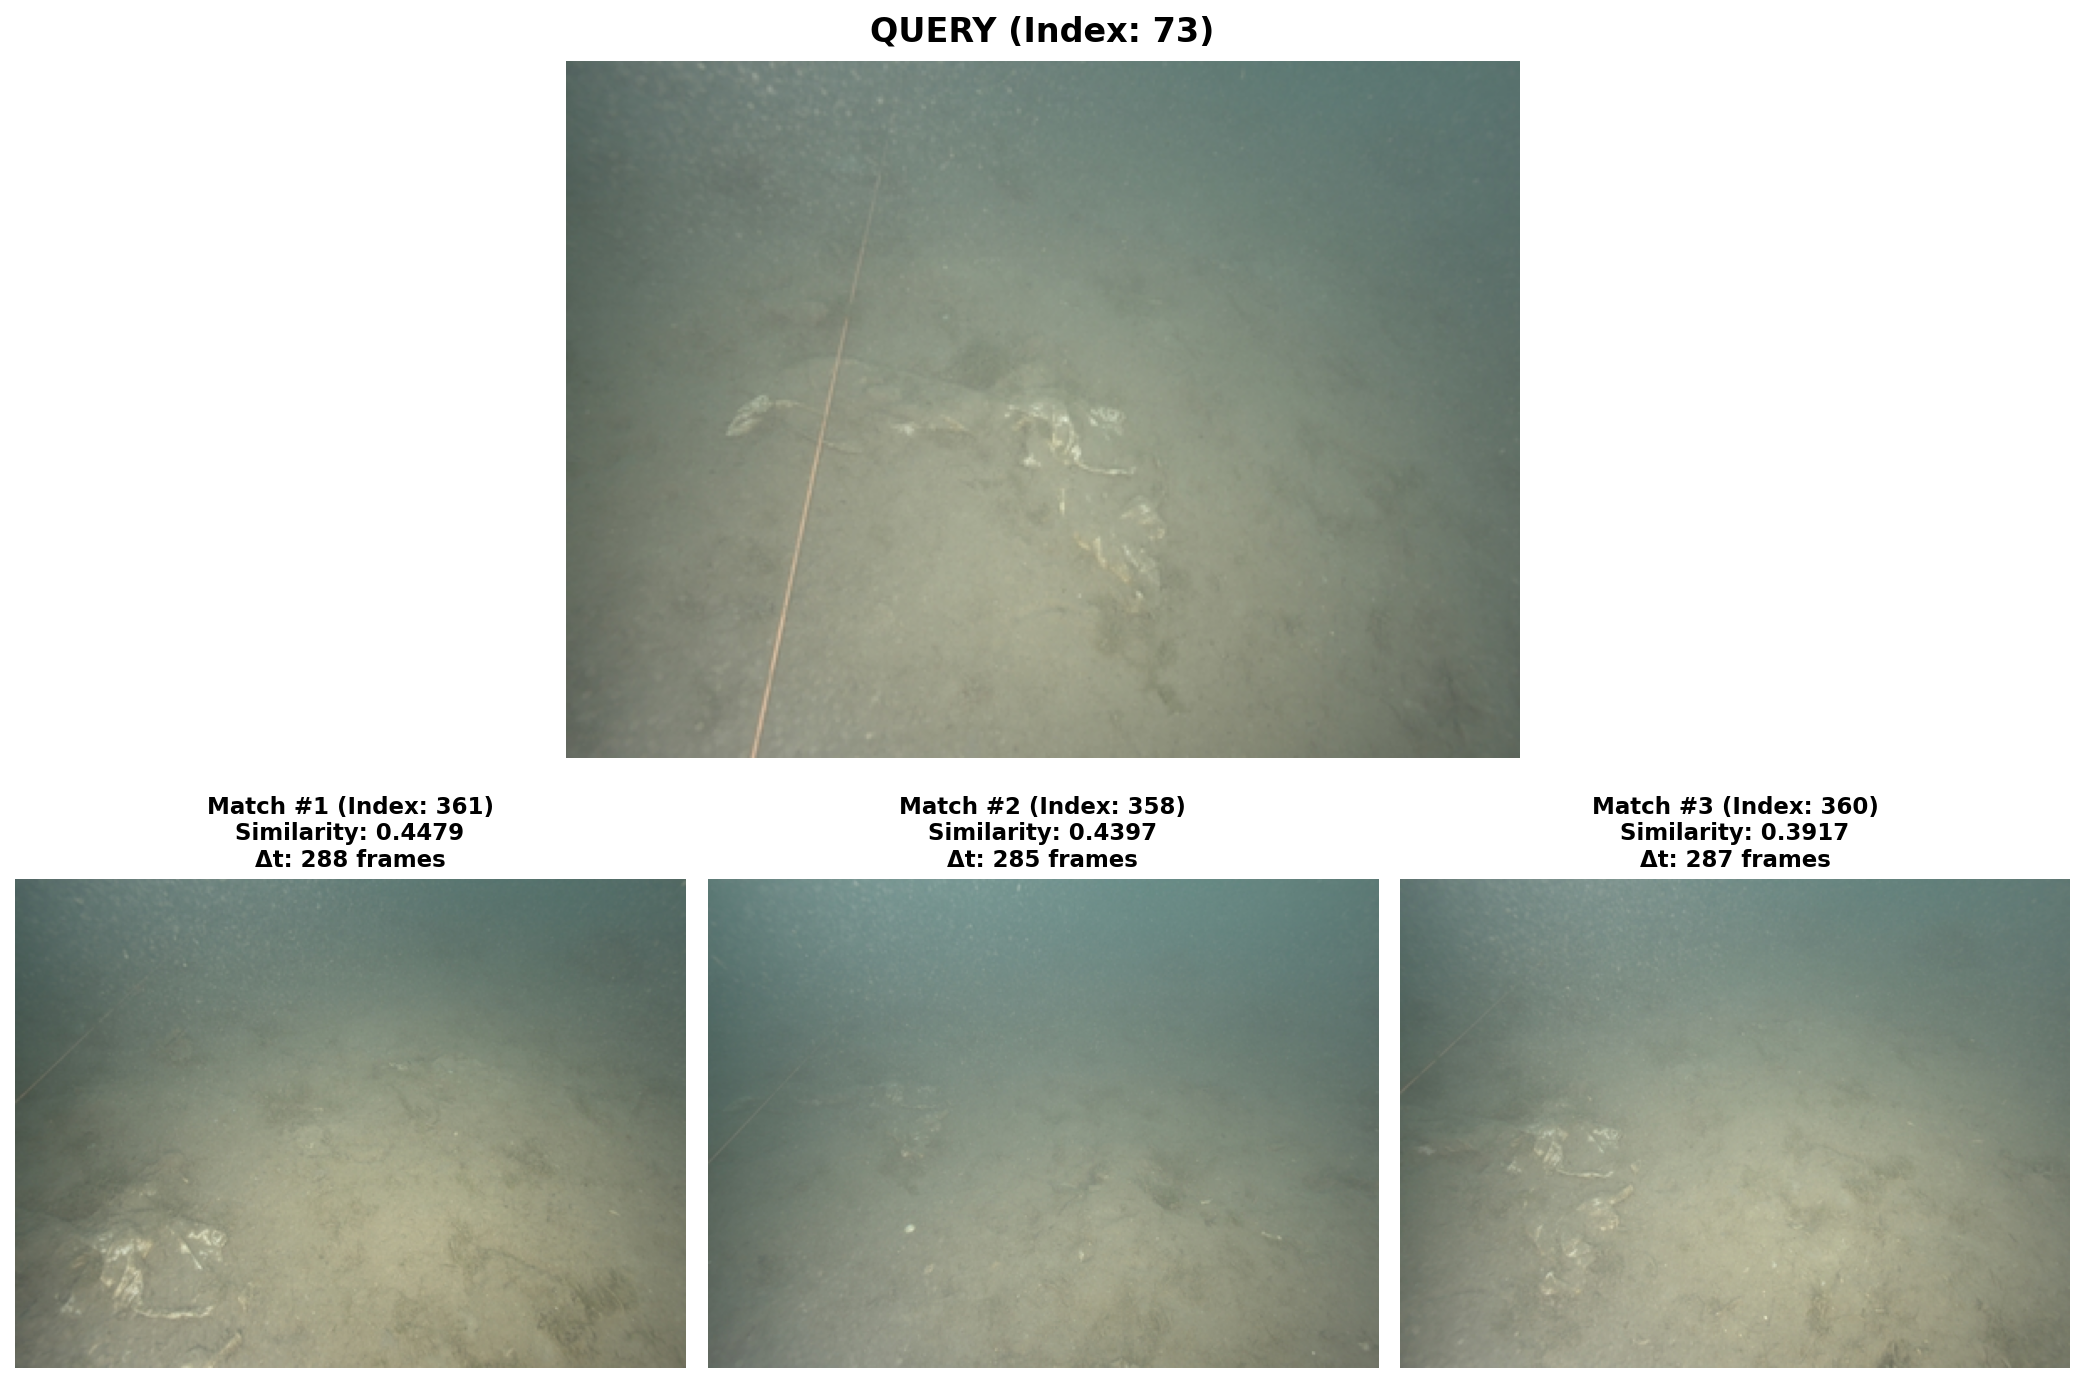 QUERY (Index: 73)
Match #1 (Index: 361)
Similarity: 0.4479
Δt: 288 frames
Match #2 (Index: 358)
Similarity: 0.4397
Δt: 285 frames
Match #3 (Index: 360)
Similarity: 0.3917
Δt: 287 frames